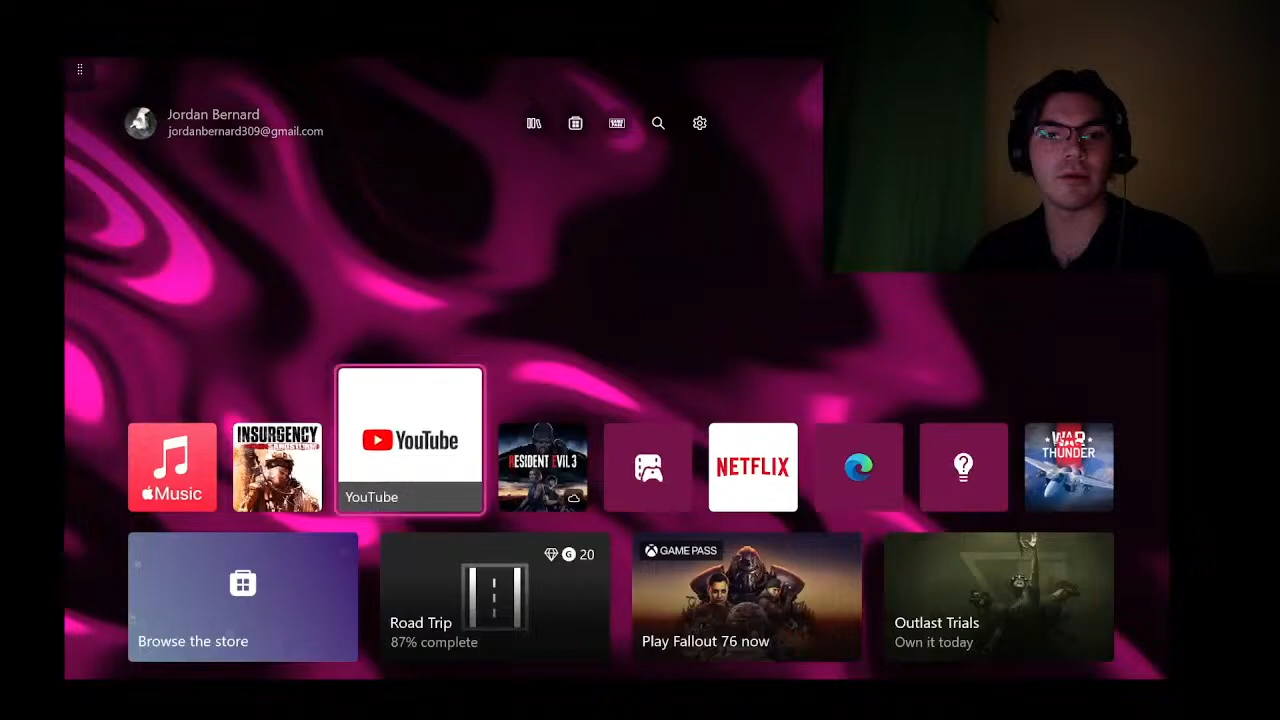 Jordan Bernard
jordanbernard309@gmail.com
Music
INSURGENCY
SANDSTORM
YouTube
YouTube
RESIDENT EVIL 3
NETFLIX
WAR
THUNDER
Browse the store
G 20
Road Trip
87% complete
GAME PASS
Play Fallout 76 now
Outlast Trials
Own it today